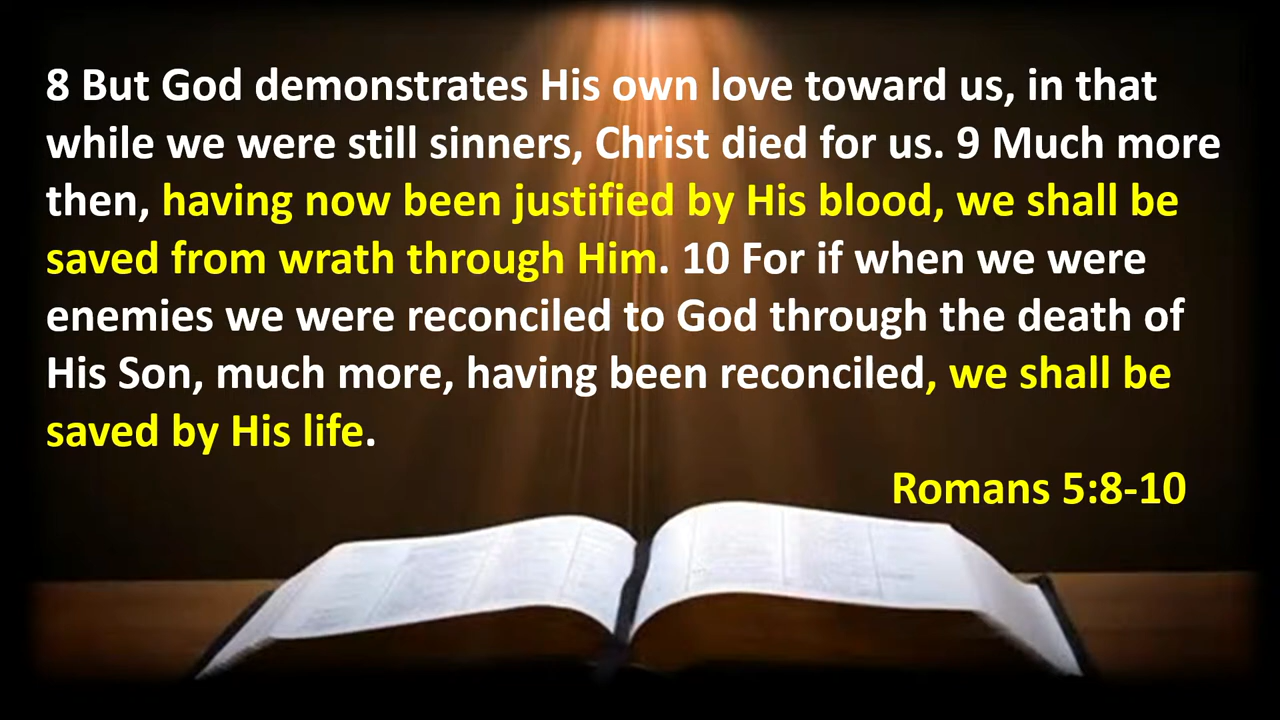 8 But God demonstrates His own love toward us, in that
while we were still sinners, Christ died for us. 9 Much more
then, having now been justified by His blood, we shall be
saved from wrath through Him. 10 For if when we were
enemies we were reconciled to God through the death of
His Son, much more, having been reconciled, we shall be
saved by His life.
Romans 5:8-10